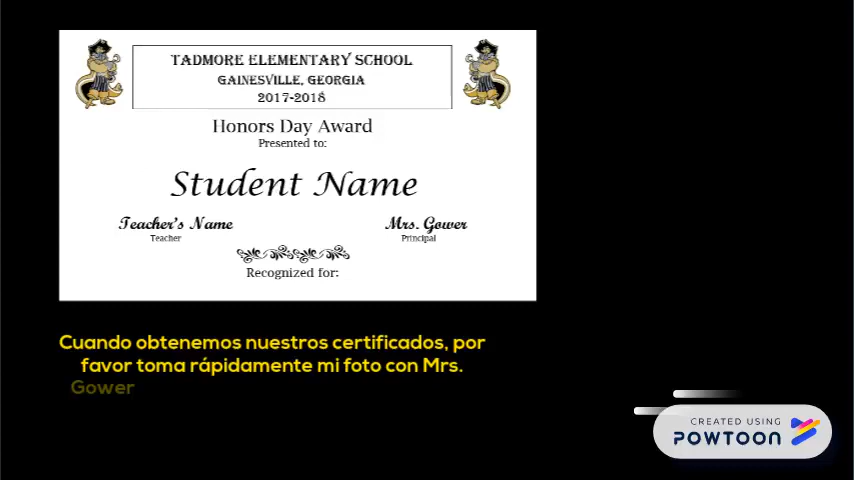 TADMORE ELEMENTARY SCHOOL
GAINESVILLE, GEORGIA
2017-2018
Honors Day Award
Presented to:
Student Name
Teacher's Name
Mrs. Gower
Teacher
Principal
Recognized for:
Cuando obtenemos nuestros certificados, por
favor toma rápidamente mi foto con Mrs.
Gower
CREATED USING
POWTOON